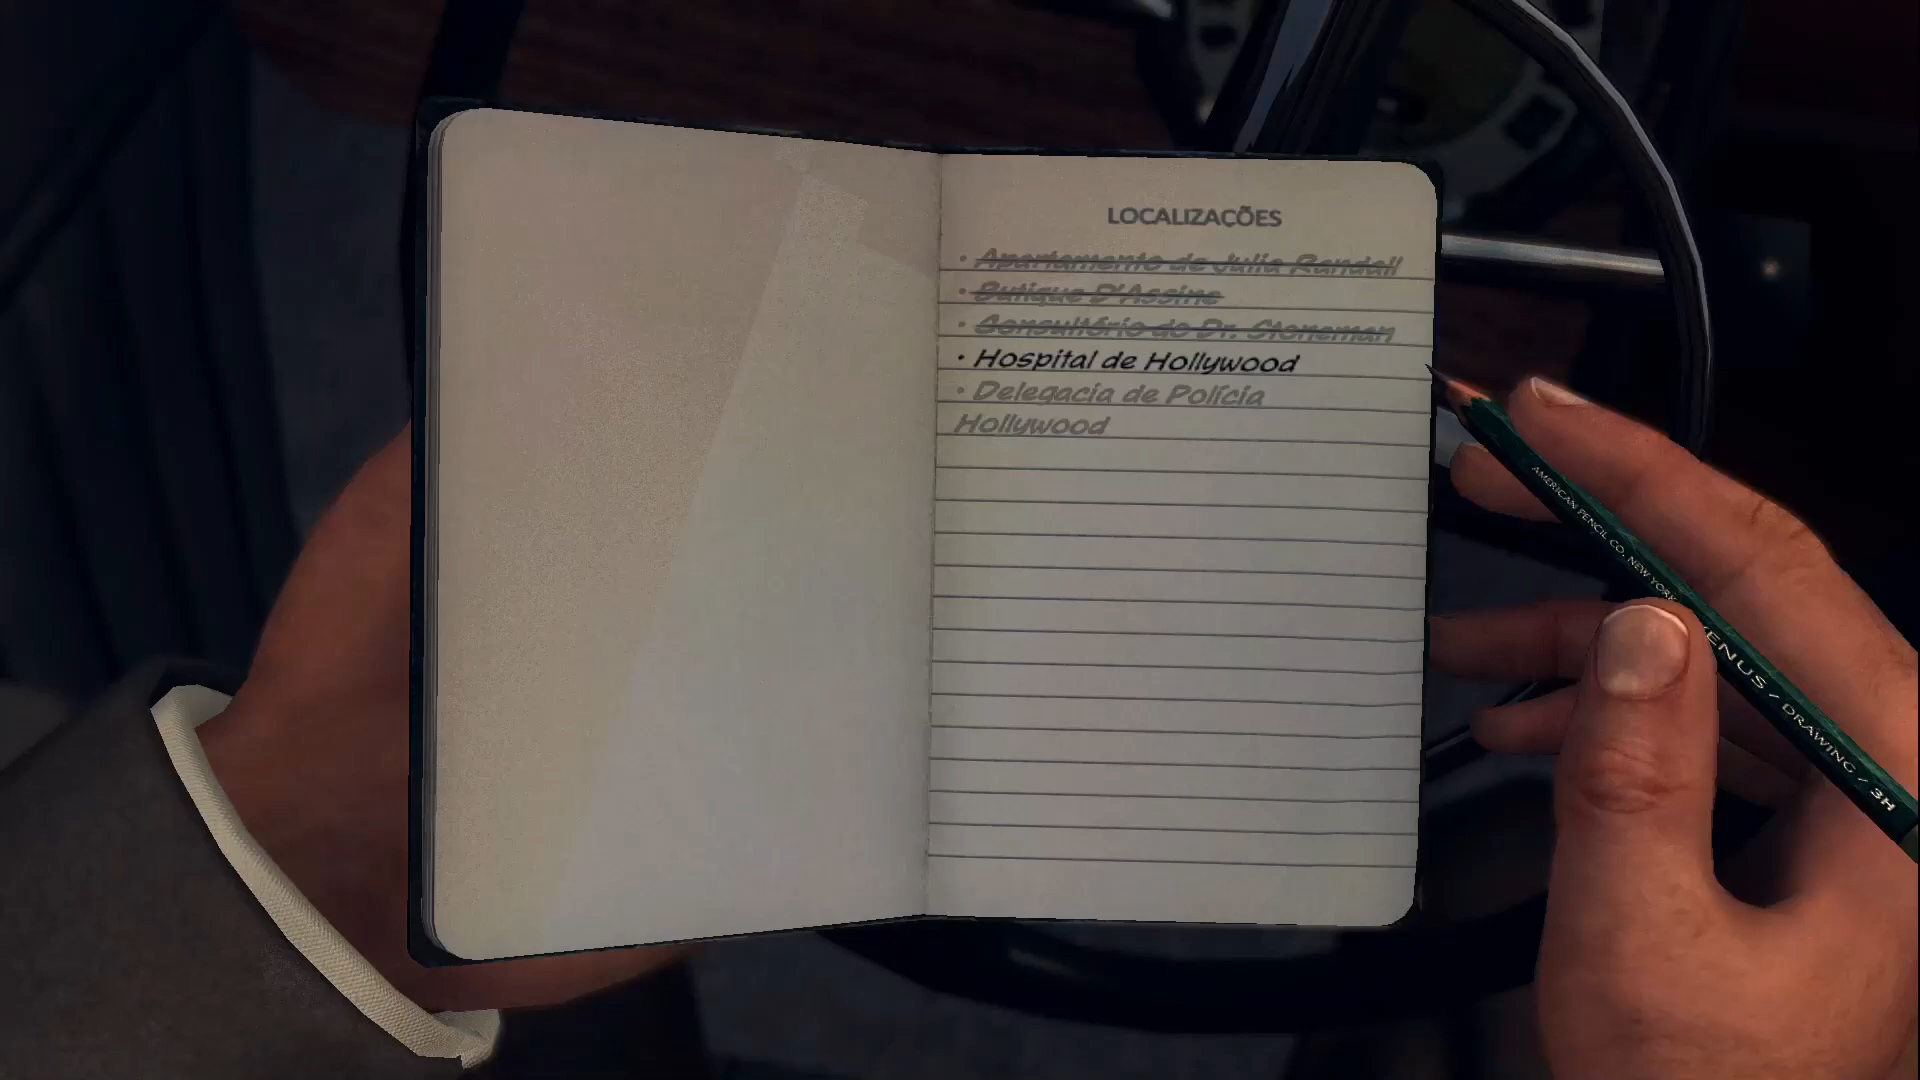 LOCALIZAÇÕES
• Apartamento de Julia Randall
• Butique D'Assine
• Consultório do Dr. Stoneman
• Hospital de Hollywood
• Delegacia de Polícia
Hollywood
AMERICAN PENCIL CO. NEW YORK
VENUS / DRAWING / 3H